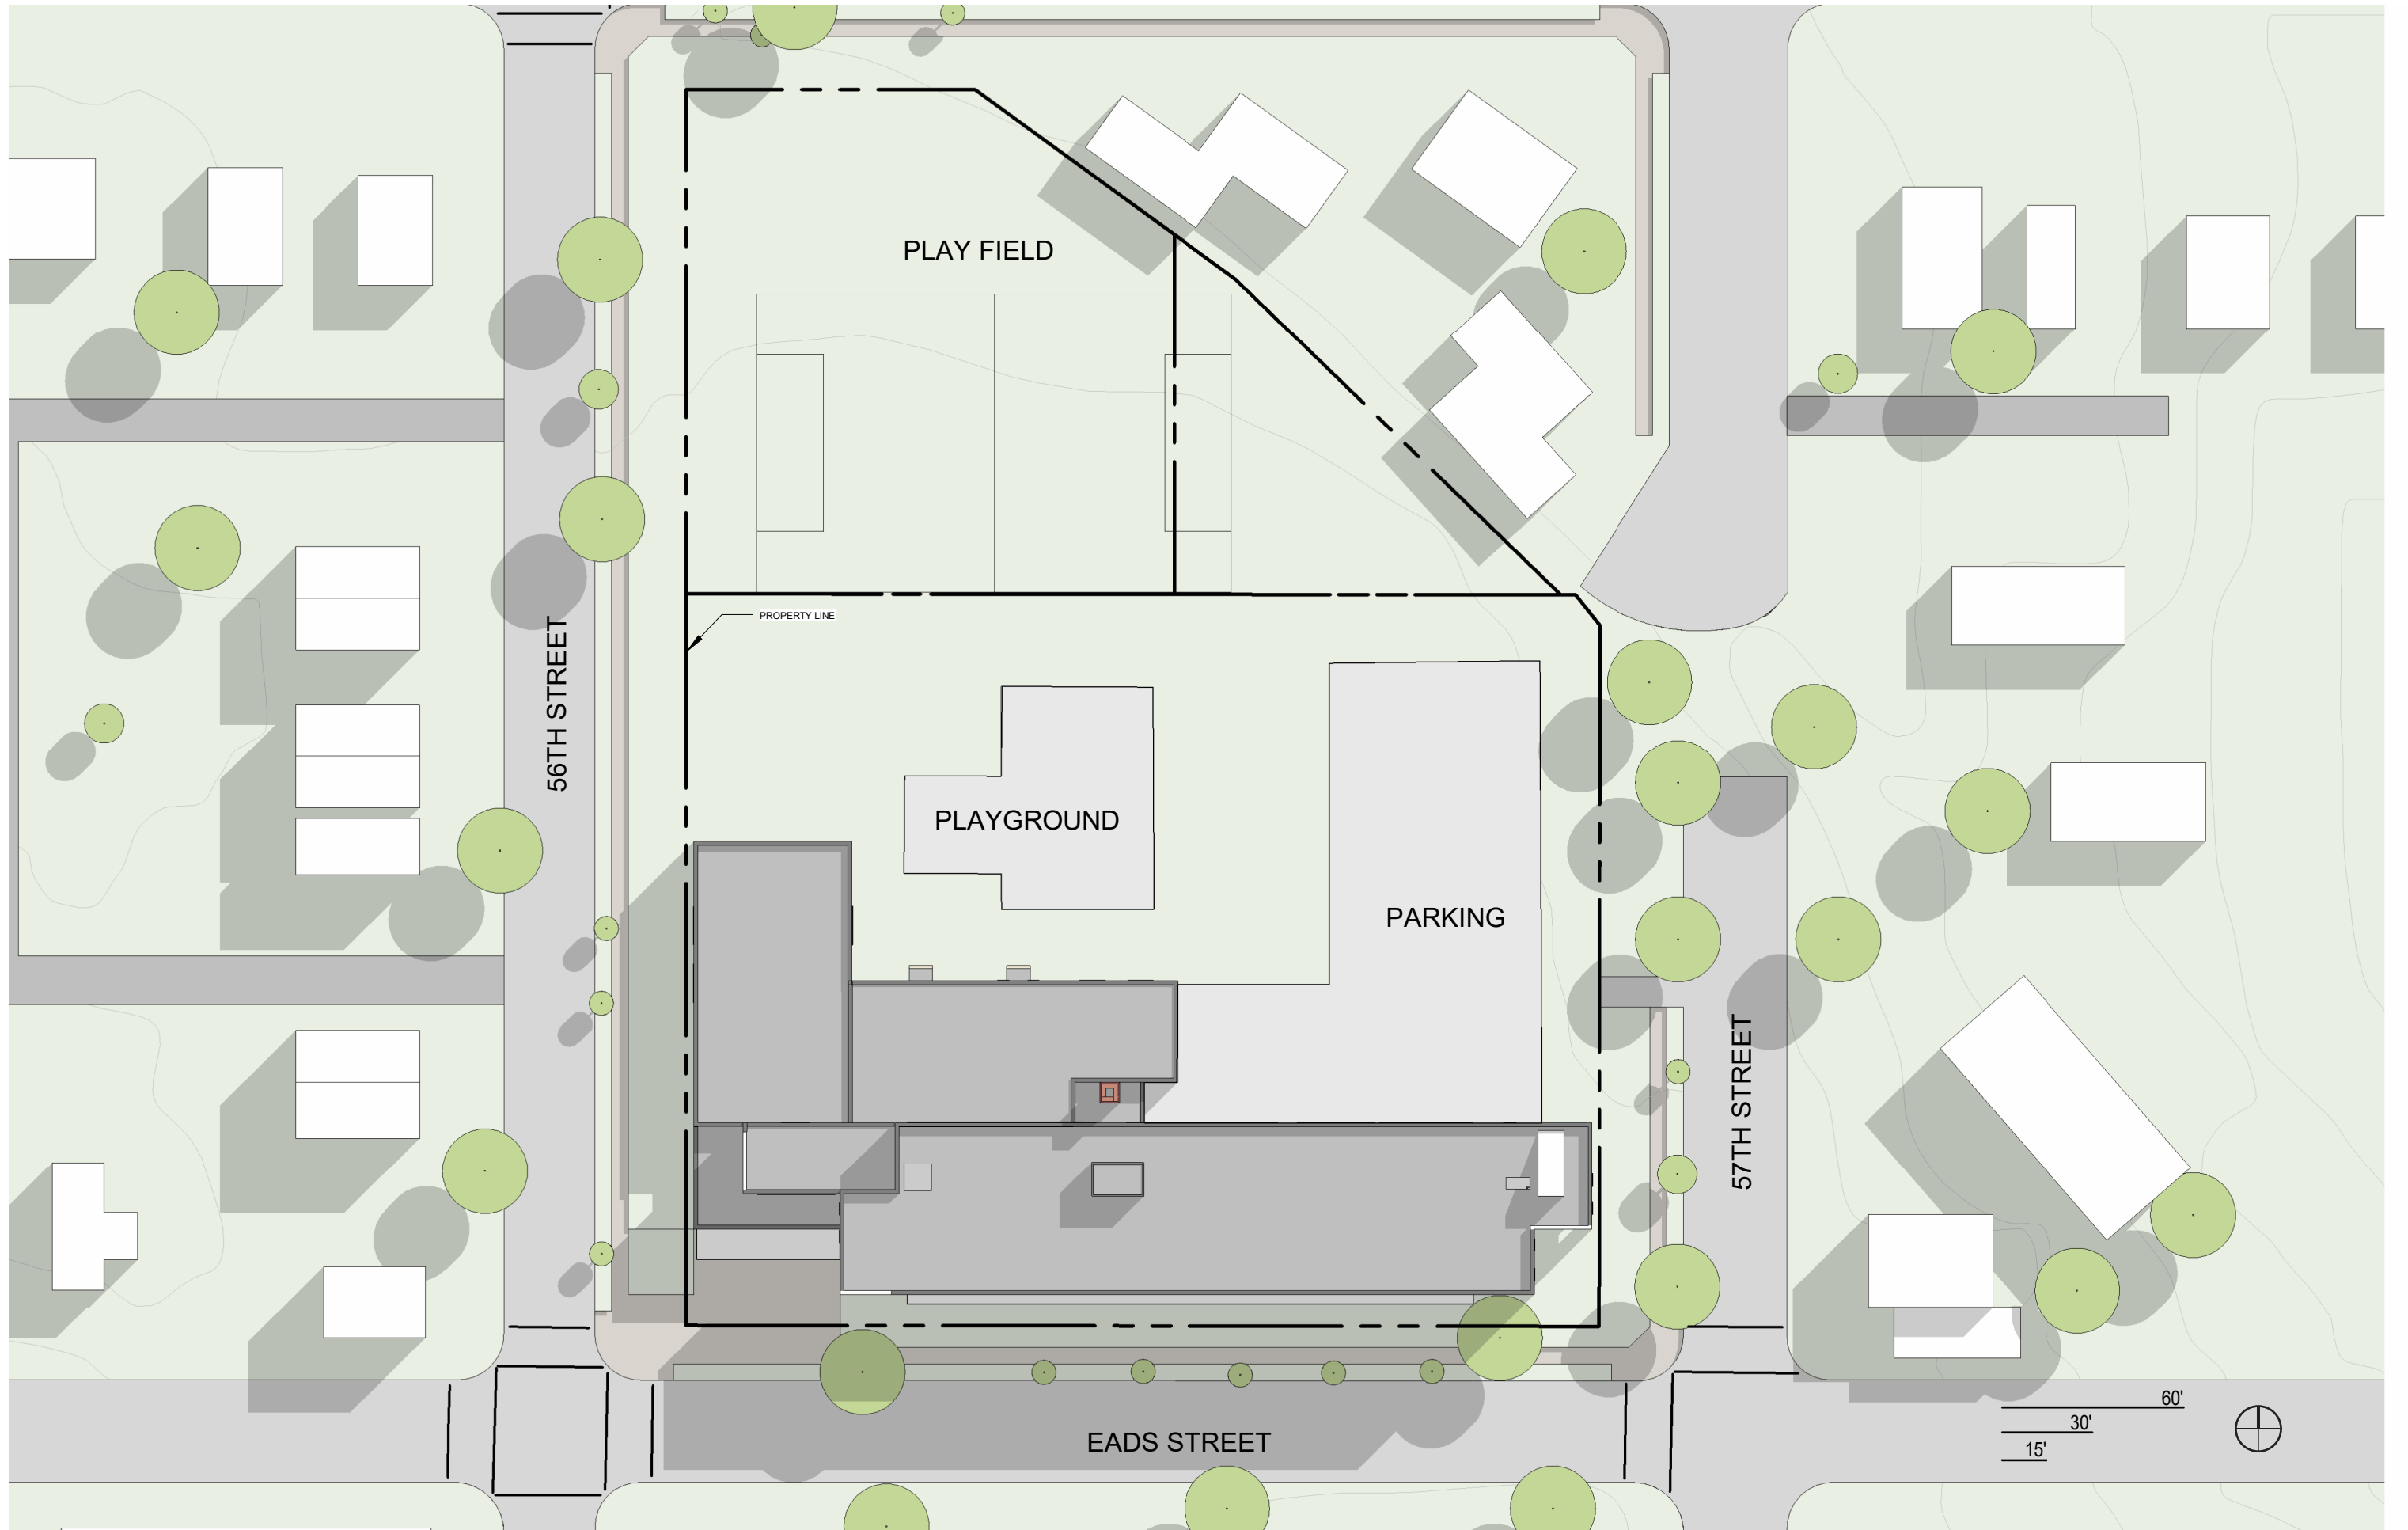 PLAY FIELD
PROPERTY LINE
56TH STREET
PLAYGROUND
PARKING
57TH STREET
EADS STREET
60'
30'
15'